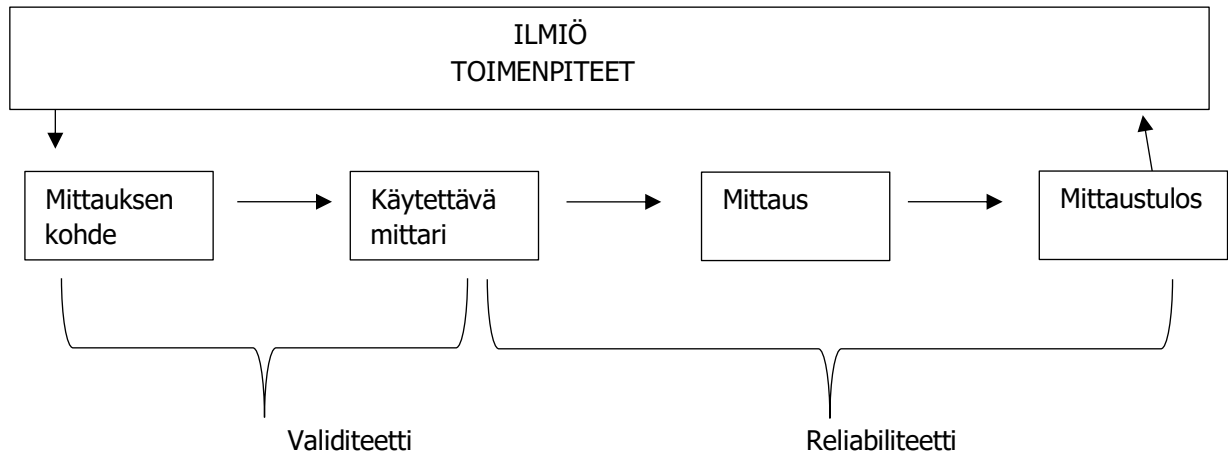 ILMIÖ
TOIMENPITEET
Mittauksen
kohde
Käytettävä
mittari
Mittaus
Mittaustulos
Validiteetti
Reliabiliteetti